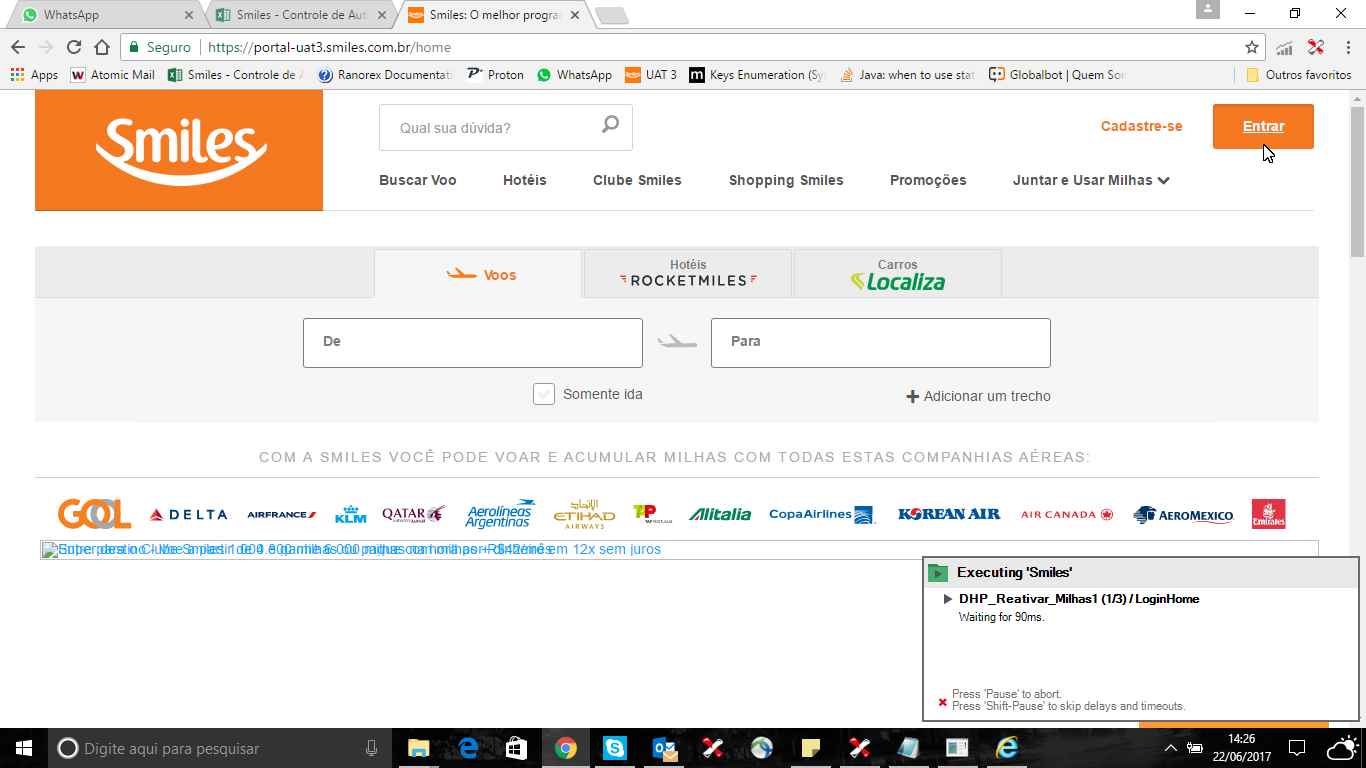 WhatsApp
Smiles - Controle de Aut
Smiles: O melhor progra
Seguro
https://portal-uat3.smiles.com.br/home
Apps
Atomic Mail
Smiles - Controle de A
Ranorex Documentati
Proton
WhatsApp
UAT 3
Keys Enumeration (Sy
Java: when to use stat
Globalbot | Quem Som
Outros favoritos
Smiles
Qual sua dúvida?
Cadastre-se
Entrar
Buscar Voo
Hotéis
Clube Smiles
Shopping Smiles
Promoções
Juntar e Usar Milhas
Voos
Hotéis
ROCKETMILES
Carros
Localiza
De
Para
Somente ida
Adicionar um trecho
COM A SMILES VOCÊ PODE VOAR E ACUMULAR MILHAS COM TODAS ESTAS COMPANHIAS AÉREAS:
GOL
DELTA
AIRFRANCE
KLM
QATAR
Aerolíneas
Argentinas
الإتحاد
ETIHAD
AIRWAYS
TP
Alitalia
CopaAirlines
KOREAN AIR
AIR CANADA
AEROMEXICO
Emirates
em 12x sem juros
Executing 'Smiles'
DHP_Reativar_Milhas1 (1/3) / LoginHome
Waiting for 90ms.
Press 'Pause' to abort.
Press 'Shift-Pause' to skip delays and timeouts.
Digite aqui para pesquisar
14:26
22/06/2017